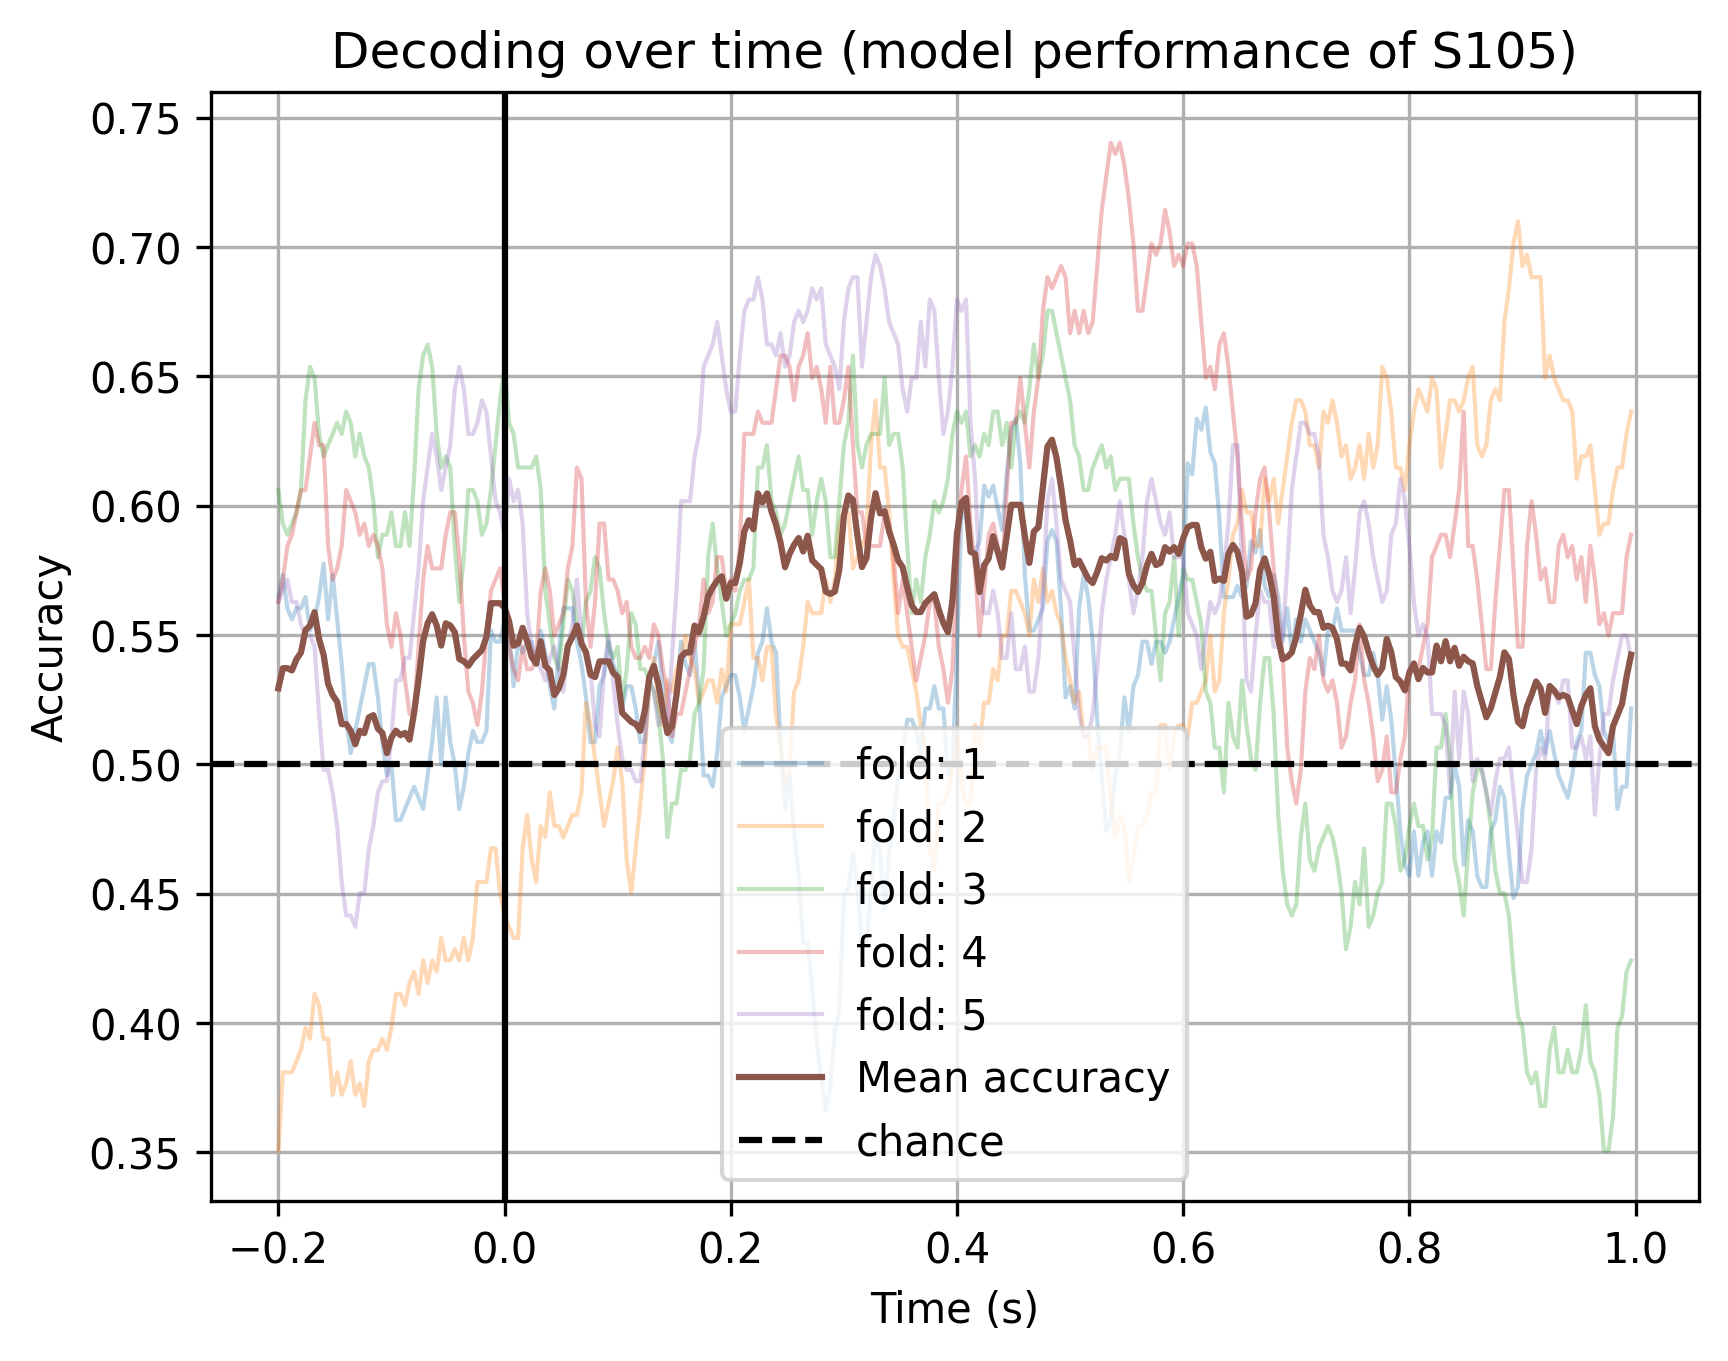 Decoding over time (model performance of S105)
Accuracy
0.75
0.70
0.65
0.60
0.55
0.50
0.45
0.40
0.35
fold: 1
fold: 2
fold: 3
fold: 4
fold: 5
Mean accuracy
chance
−0.2 0.0 0.2 0.4 0.6 0.8 1.0
Time (s)